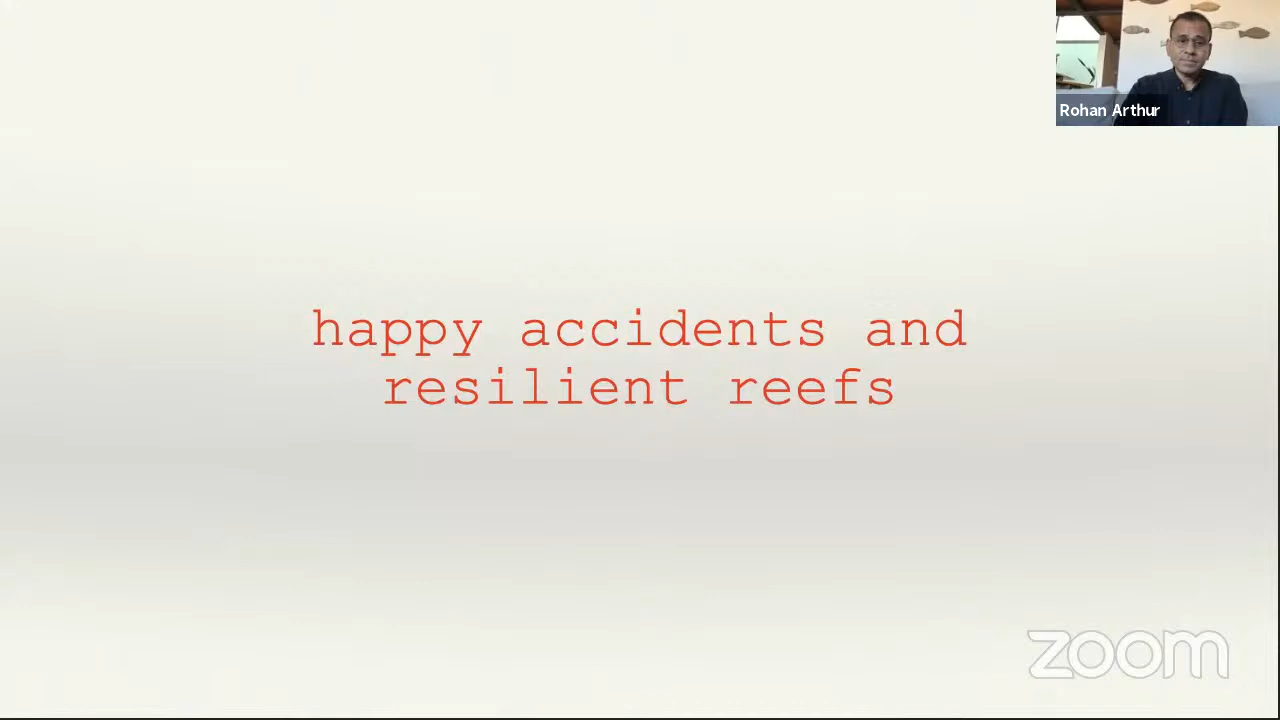 Rohan Arthur
happy accidents and
resilient reefs
zoom